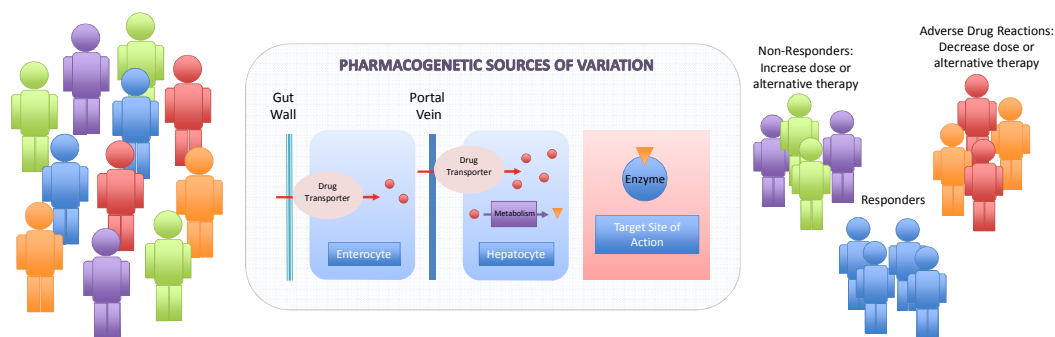 PHARMACOGENETIC SOURCES OF VARIATION
Gut
Wall
Portal
Vein
Drug
Transporter
Drug
Transporter
Metabolism
Enterocyte
Hepatocyte
Enzyme
Target Site of
Action
Non-Responders:
Increase dose or
alternative therapy
Adverse Drug Reactions:
Decrease dose or
alternative therapy
Responders